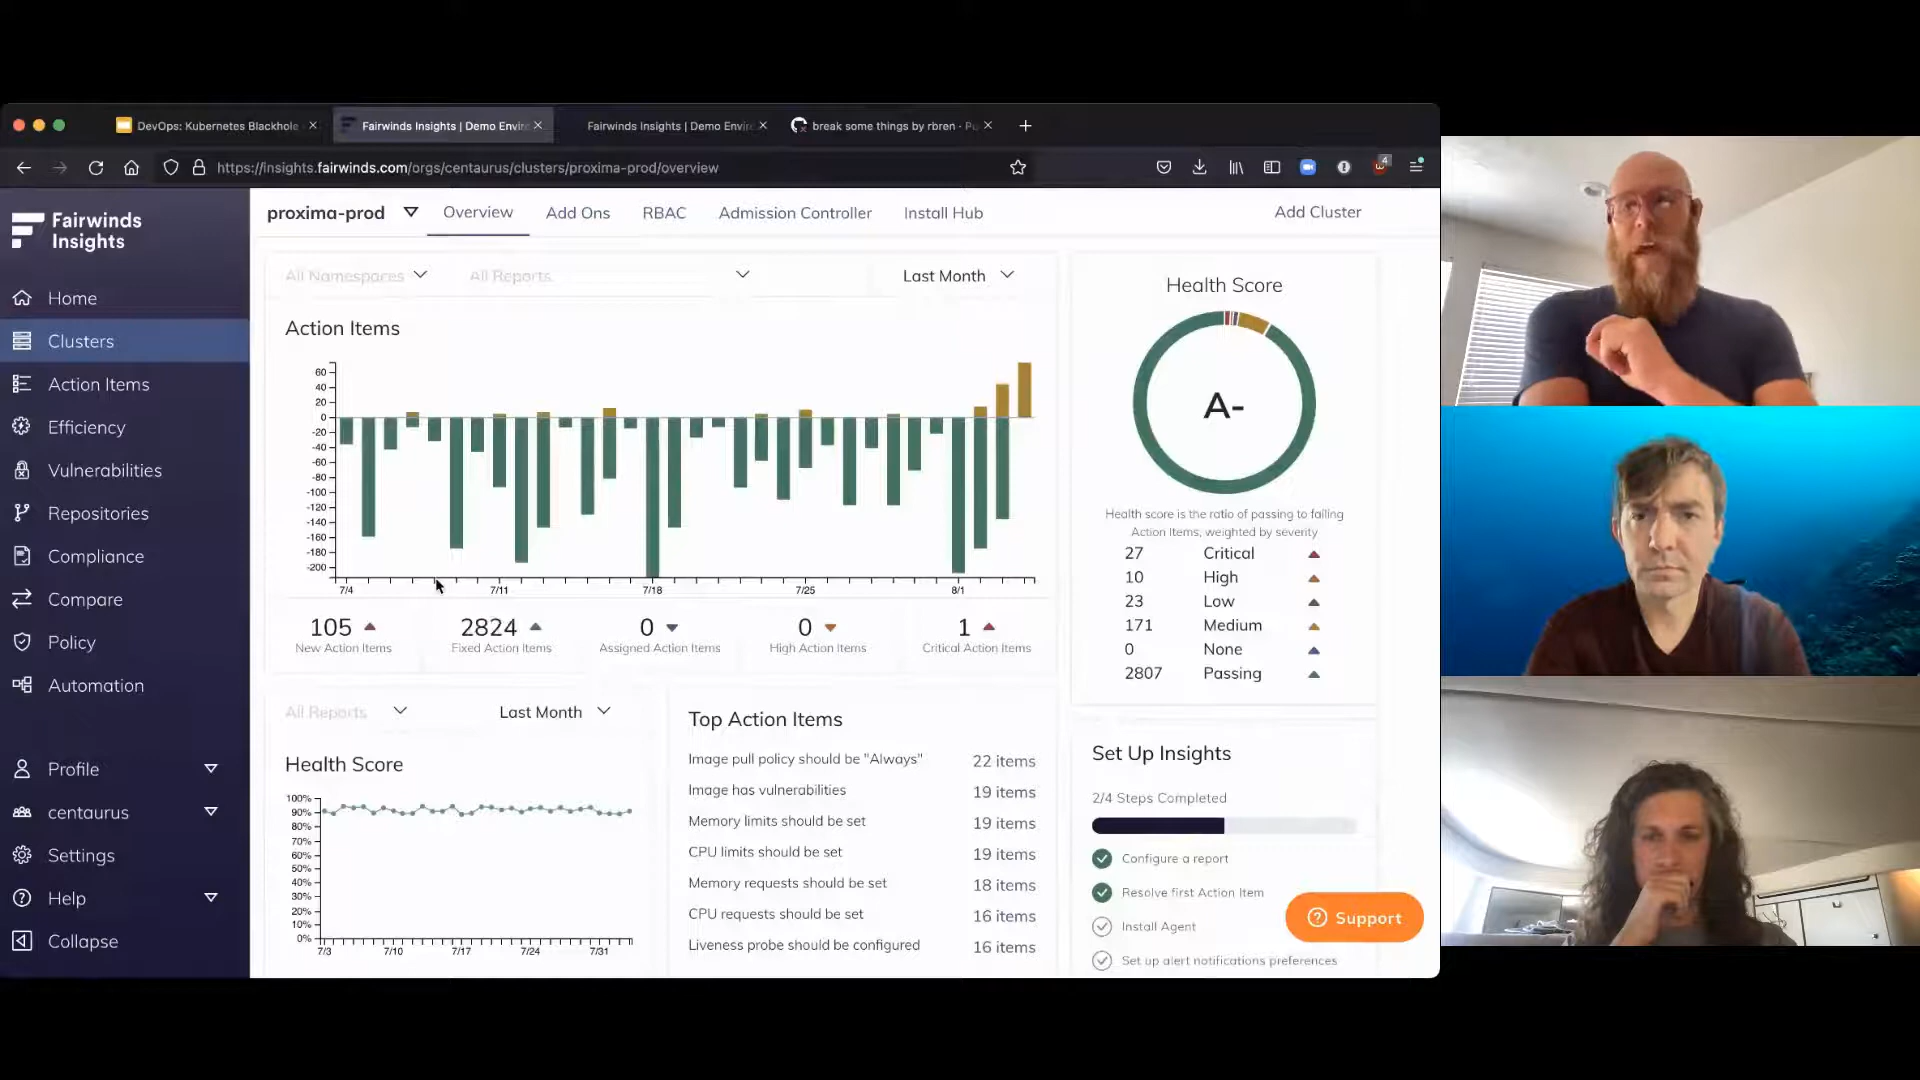 DevOps: Kubernetes Blackhole
Fairwinds Insights | Demo Enviro
Fairwinds Insights | Demo Enviro
break some things by rbren · Pu
https://insights.fairwinds.com/orgs/centaurus/clusters/proxima-prod/overview
4
Fairwinds
Insights
Home
Clusters
Action Items
Efficiency
Vulnerabilities
Repositories
Compliance
Compare
Policy
Automation
Profile
centaurus
Settings
Help
Collapse
proxima-prod
Overview
Add Ons
RBAC
Admission Controller
Install Hub
Add Cluster
All Namespaces
All Reports
Last Month
Action Items
60
40
20
0
-20
-40
-60
-80
-100
-120
-140
-160
-180
-200
7/4 7/11 7/18 7/25 8/1
105
New Action Items
2824
Fixed Action Items
0
Assigned Action Items
0
High Action Items
1
Critical Action Items
All Reports
Last Month
Health Score
100%
90%
80%
70%
60%
50%
40%
30%
20%
10%
0%
7/3 7/10 7/17 7/24 7/31
Top Action Items
Image pull policy should be "Always" 22 items
Image has vulnerabilities 19 items
Memory limits should be set 19 items
CPU limits should be set 19 items
Memory requests should be set 18 items
CPU requests should be set 16 items
Liveness probe should be configured 16 items
Health Score
A-
Health score is the ratio of passing to failing
Action Items, weighted by severity
27 Critical
10 High
23 Low
171 Medium
0 None
2807 Passing
Set Up Insights
2/4 Steps Completed
Configure a report
Resolve first Action Item
Install Agent
Set up alert notifications preferences
Support